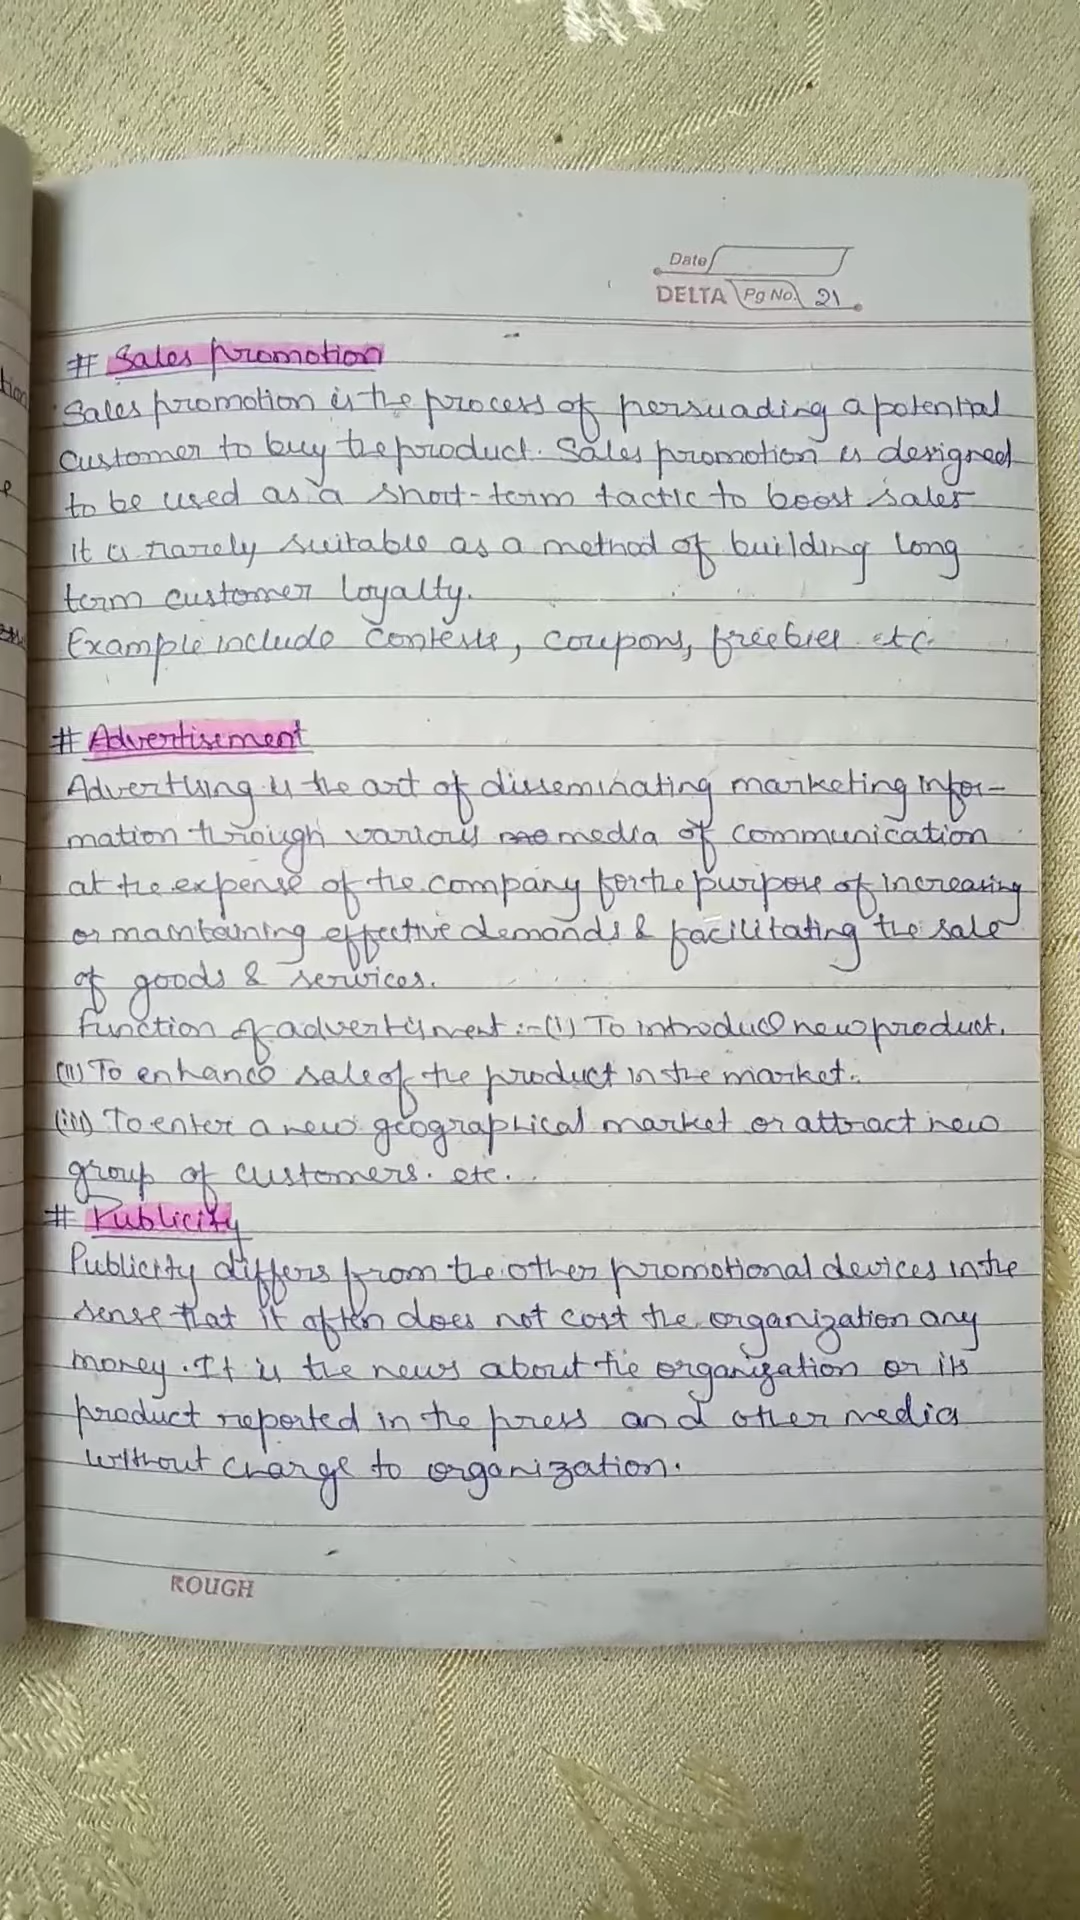 Date
DELTA Pg No. 21
# Sales promotion
Sales promotion is the process of persuading a potential
customer to buy the product. Sales promotion is designed
to be used as a short-term tactic to boost sales
it is rarely suitable as a method of building long
term customer loyalty.
Example include contests, coupons, freebies etc.
# Advertisement
Advertising is the art of disseminating marketing infor-
mation through various media of communication
at the expense of the company for the purpose of increasing
or maintaining effective demands & facilitating the sale
of goods & services.
Function of advertisment :- (i) To introduce new product.
(ii) To enhance sale of the product in the market.
(iii) To enter a new geographical market or attract new
group of customers. etc...
# Publicity
Publicity differs from the other promotional devices in the
sense that it often does not cost the organization any
money. It is the news about the organization or its
product reported in the press and other media
without charge to organization.
ROUGH